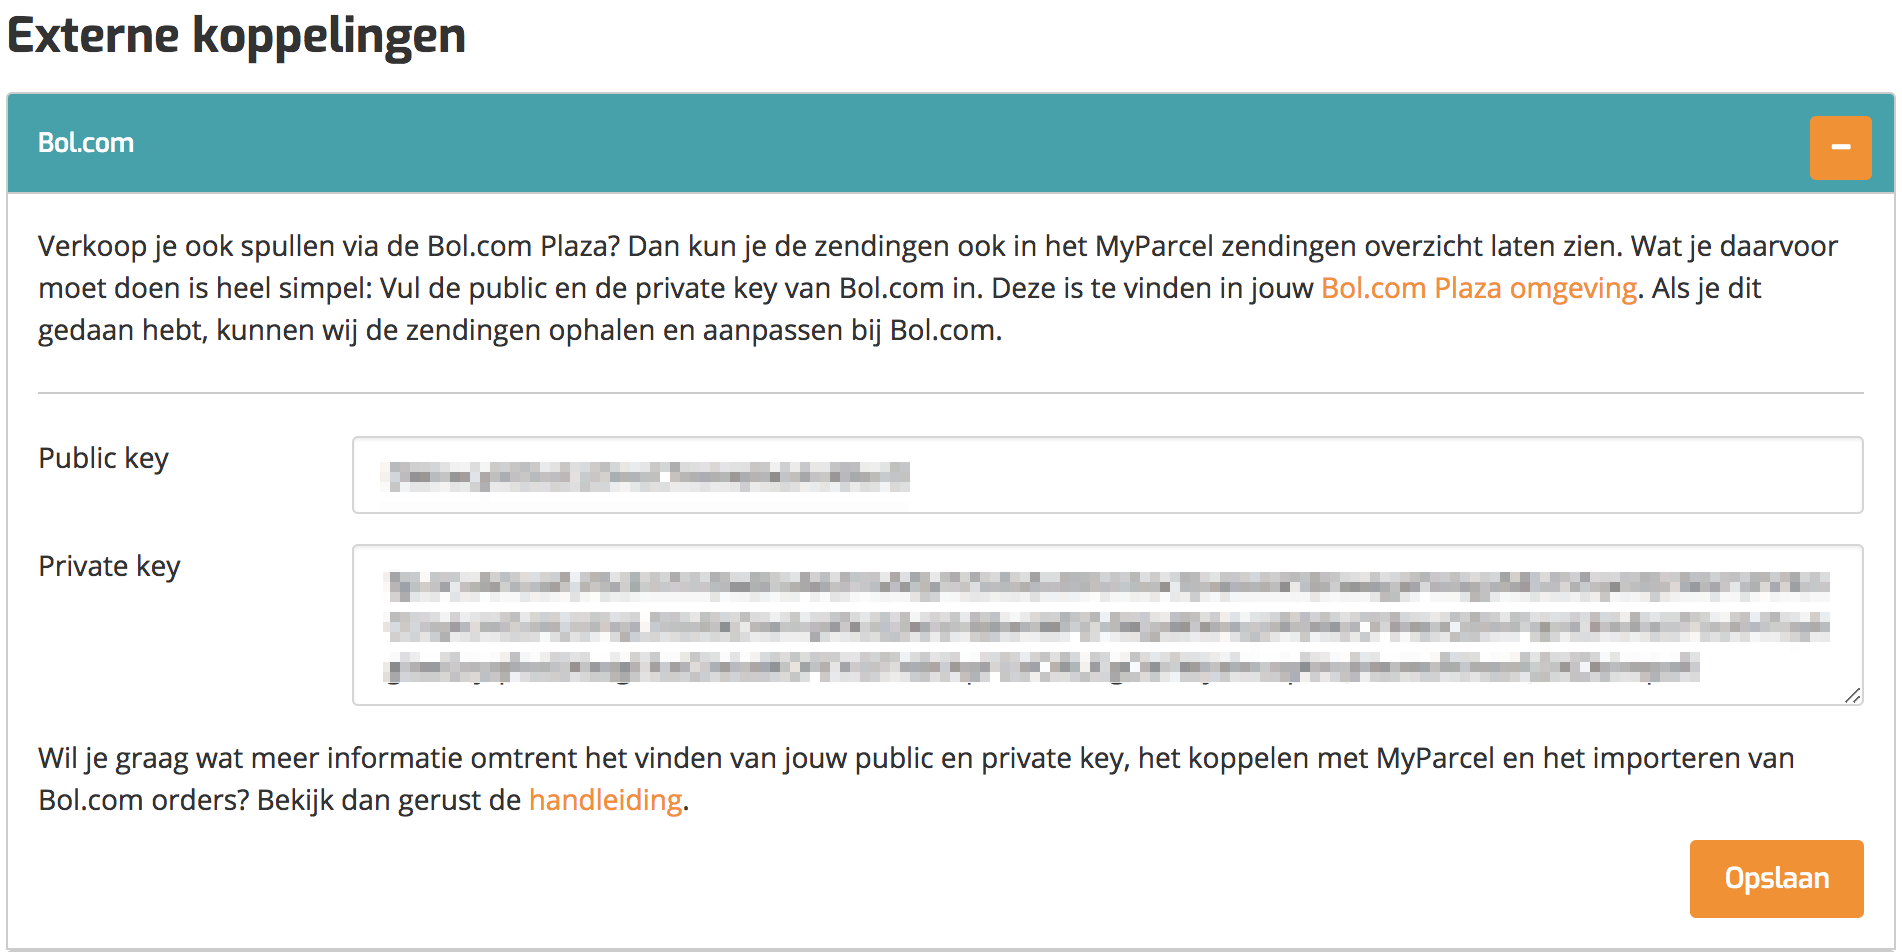 Externe koppelingen
Bol.com
Verkoop je ook spullen via de Bol.com Plaza? Dan kun je de zendingen ook in het MyParcel zendingen overzicht laten zien. Wat je daarvoor
moet doen is heel simpel: Vul de public en de private key van Bol.com in. Deze is te vinden in jouw Bol.com Plaza omgeving. Als je dit
gedaan hebt, kunnen wij de zendingen ophalen en aanpassen bij Bol.com.
Public key
Private key
Wil je graag wat meer informatie omtrent het vinden van jouw public en private key, het koppelen met MyParcel en het importeren van
Bol.com orders? Bekijk dan gerust de handleiding.
Opslaan